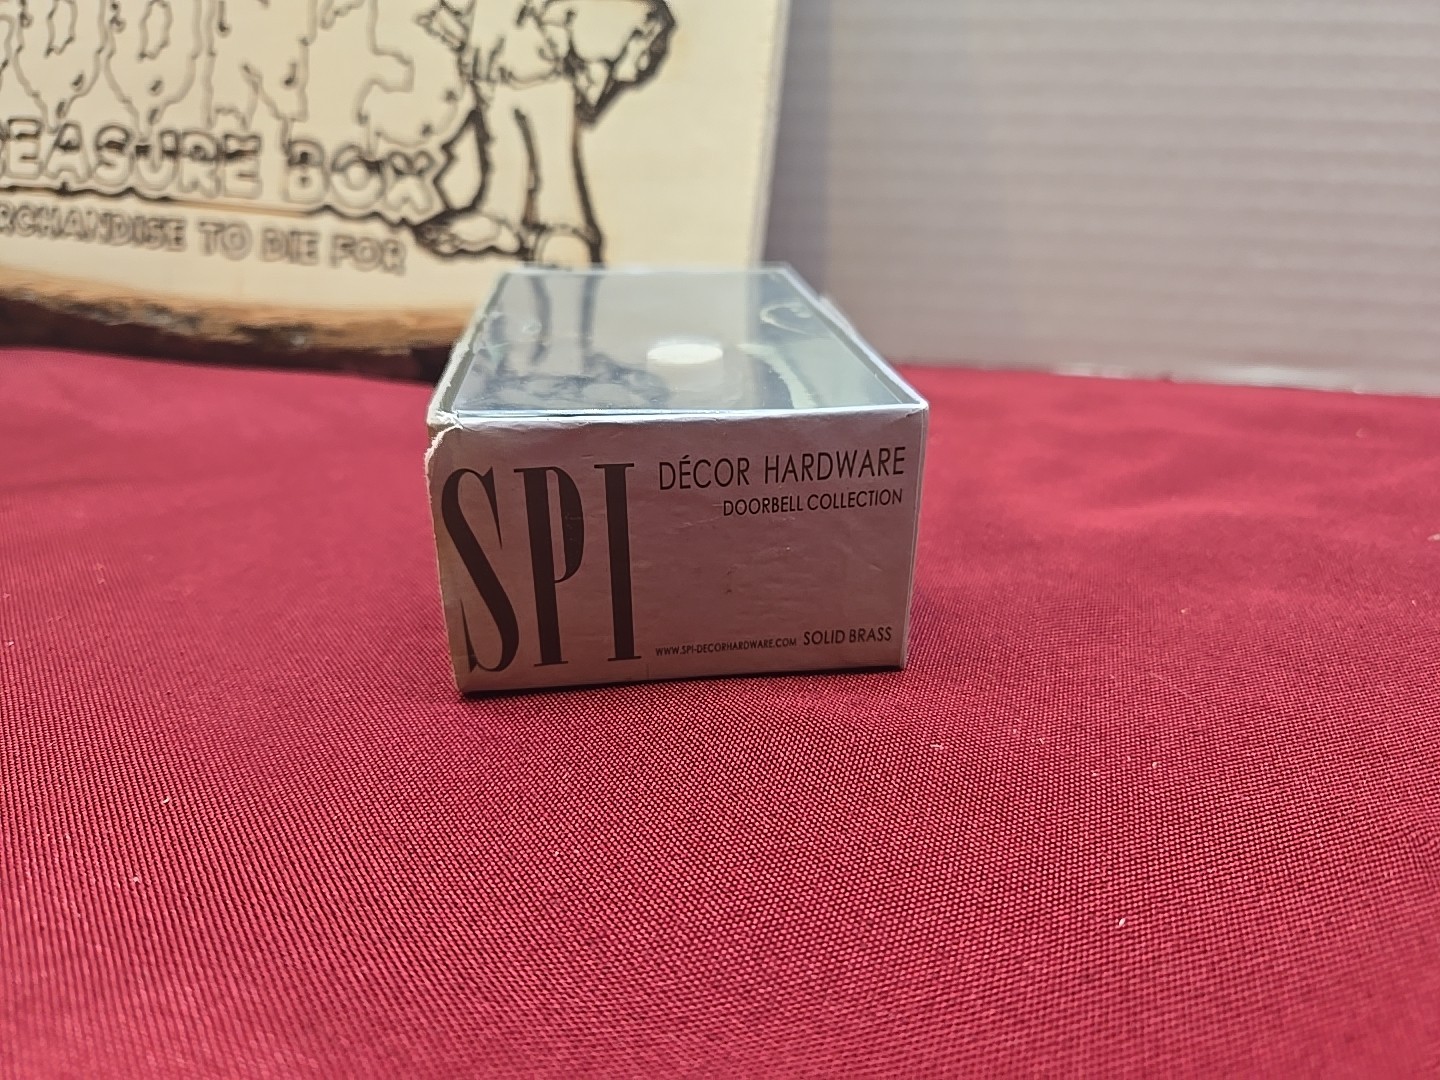 TREASURE BOX
MERCHANDISE TO DIE FOR
SPI
DÉCOR HARDWARE
DOORBELL COLLECTION
WWW.SPI-DECORHARDWARE.COM SOLID BRASS